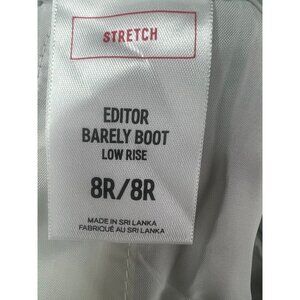 STRETCH
EDITOR
BARELY BOOT
LOW RISE
8R/8R
MADE IN SRI LANKA
FABRIQUÉ AU SRI LANKA